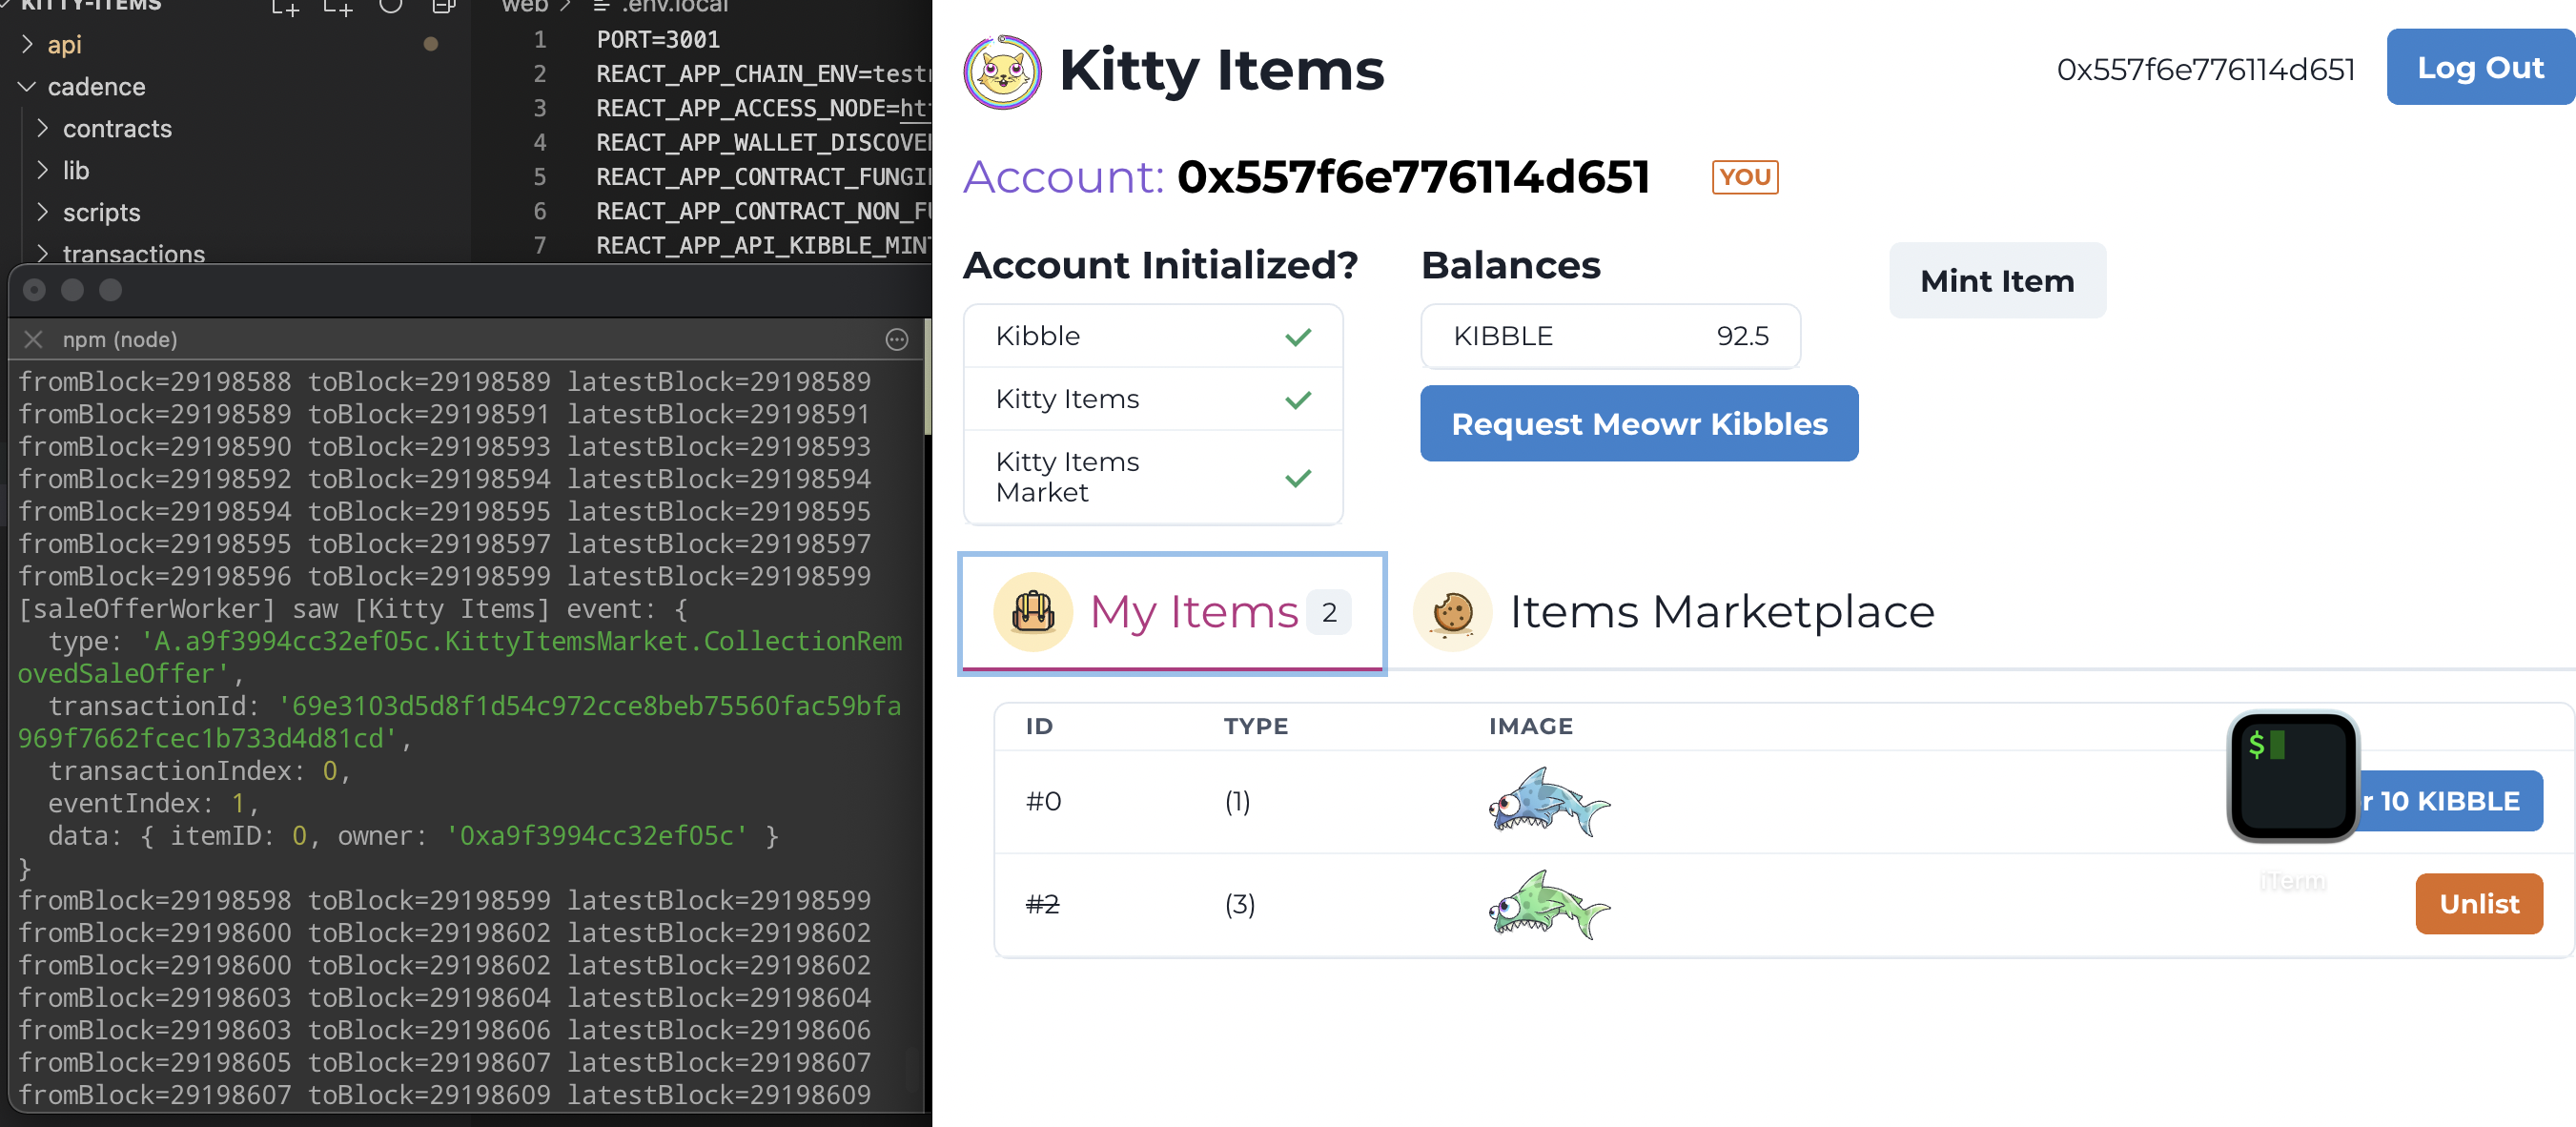 KITTY-ITEMS
api
cadence
contracts
lib
scripts
transactions
web > .env.local
1 PORT=3001
2 REACT_APP_CHAIN_ENV=test
3 REACT_APP_ACCESS_NODE=ht
4 REACT_APP_WALLET_DISCOVE
5 REACT_APP_CONTRACT_FUNGI
6 REACT_APP_CONTRACT_NON_F
7 REACT_APP_API_KIBBLE_MIN
npm (node)
fromBlock=29198588 toBlock=29198589 latestBlock=29198589
fromBlock=29198589 toBlock=29198591 latestBlock=29198591
fromBlock=29198590 toBlock=29198593 latestBlock=29198593
fromBlock=29198592 toBlock=29198594 latestBlock=29198594
fromBlock=29198594 toBlock=29198595 latestBlock=29198595
fromBlock=29198595 toBlock=29198597 latestBlock=29198597
fromBlock=29198596 toBlock=29198599 latestBlock=29198599
[saleOfferWorker] saw [Kitty Items] event: {
type: 'A.a9f3994cc32ef05c.KittyItemsMarket.CollectionRem
ovedSaleOffer',
transactionId: '69e3103d5d8f1d54c972cce8beb75560fac59bfa
969f7662fcec1b733d4d81cd',
transactionIndex: 0,
eventIndex: 1,
data: { itemID: 0, owner: '0xa9f3994cc32ef05c' }
}
fromBlock=29198598 toBlock=29198599 latestBlock=29198599
fromBlock=29198600 toBlock=29198602 latestBlock=29198602
fromBlock=29198600 toBlock=29198602 latestBlock=29198602
fromBlock=29198603 toBlock=29198604 latestBlock=29198604
fromBlock=29198603 toBlock=29198606 latestBlock=29198606
fromBlock=29198605 toBlock=29198607 latestBlock=29198607
fromBlock=29198607 toBlock=29198609 latestBlock=29198609
Kitty Items
0x557f6e776114d651
Log Out
Account: 0x557f6e776114d651
YOU
Account Initialized?
Kibble
Kitty Items
Kitty Items
Market
Balances
KIBBLE 92.5
Request Meowr Kibbles
Mint Item
My Items 2
Items Marketplace
ID TYPE IMAGE
#0 (1)
r 10 KIBBLE
$
iTerm
#2 (3)
Unlist